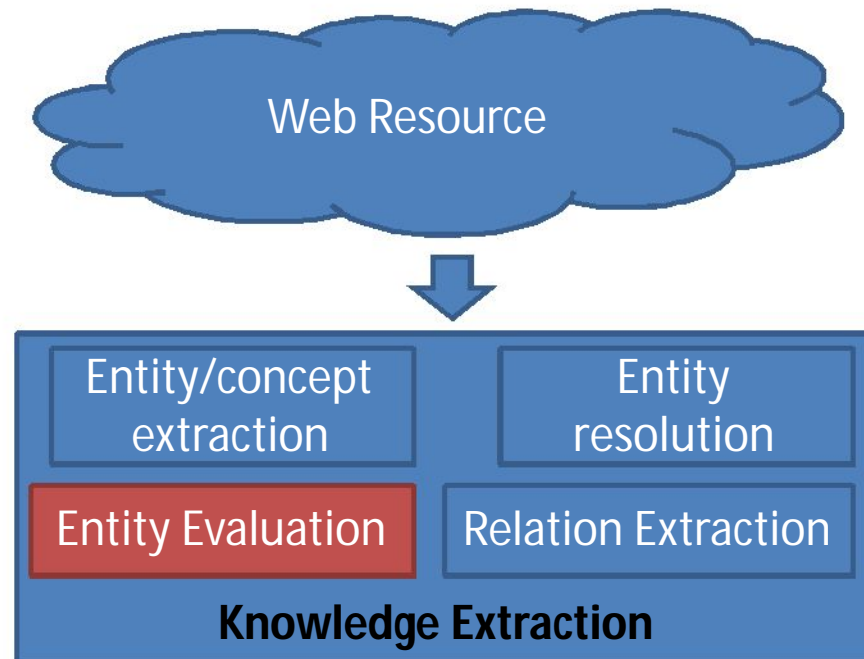 Web Resource
Entity/concept
extraction
Entity
resolution
Entity Evaluation
Relation Extraction
Knowledge Extraction